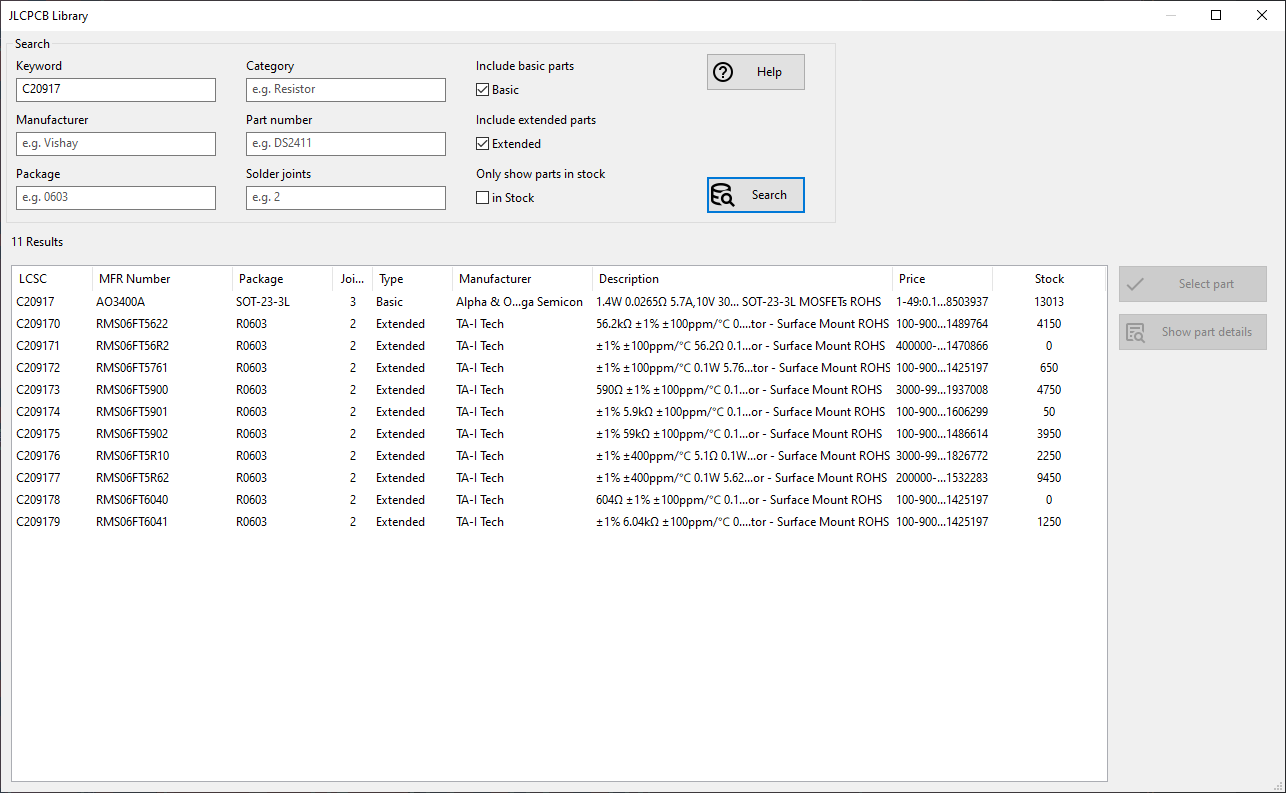 JLCPCB Library
Search
Keyword Category Include basic parts
C20917 e.g. Resistor Basic Help
Manufacturer Part number Include extended parts
e.g. Vishay e.g. DS2411 Extended
Package Solder joints Only show parts in stock
e.g. 0603 e.g. 2 in Stock Search
11 Results
LCSC MFR Number Package Joi... Type Manufacturer Description Price Stock
C20917 AO3400A SOT-23-3L 3 Basic Alpha & O...ga Semicon 1.4W 0.0265Ω 5.7A,10V 30... SOT-23-3L MOSFETs ROHS 1-49:0.1...8503937 13013
C209170 RMS06FT5622 R0603 2 Extended TA-I Tech 56.2kΩ ±1% ±100ppm/℃ 0....tor - Surface Mount ROHS 100-900...1489764 4150
C209171 RMS06FT56R2 R0603 2 Extended TA-I Tech ±1% ±100ppm/℃ 56.2Ω 0.1...or - Surface Mount ROHS 400000-...1470866 0
C209172 RMS06FT5761 R0603 2 Extended TA-I Tech ±1% ±100ppm/℃ 0.1W 5.76...tor - Surface Mount ROHS 100-900...1425197 650
C209173 RMS06FT5900 R0603 2 Extended TA-I Tech 590Ω ±1% ±100ppm/℃ 0.1...or - Surface Mount ROHS 3000-99...1937008 4750
C209174 RMS06FT5901 R0603 2 Extended TA-I Tech ±1% 5.9kΩ ±100ppm/℃ 0.1...or - Surface Mount ROHS 100-900...1606299 50
C209175 RMS06FT5902 R0603 2 Extended TA-I Tech ±1% 59kΩ ±100ppm/℃ 0.1...or - Surface Mount ROHS 100-900...1486614 3950
C209176 RMS06FT5R10 R0603 2 Extended TA-I Tech ±1% ±400ppm/℃ 5.1Ω 0.1W...or - Surface Mount ROHS 3000-99...1826772 2250
C209177 RMS06FT5R62 R0603 2 Extended TA-I Tech ±1% ±400ppm/℃ 0.1W 5.62...or - Surface Mount ROHS 200000-...1532283 9450
C209178 RMS06FT6040 R0603 2 Extended TA-I Tech 604Ω ±1% ±100ppm/℃ 0.1...or - Surface Mount ROHS 100-900...1425197 0
C209179 RMS06FT6041 R0603 2 Extended TA-I Tech ±1% 6.04kΩ ±100ppm/℃ 0....tor - Surface Mount ROHS 100-900...1425197 1250
Select part
Show part details